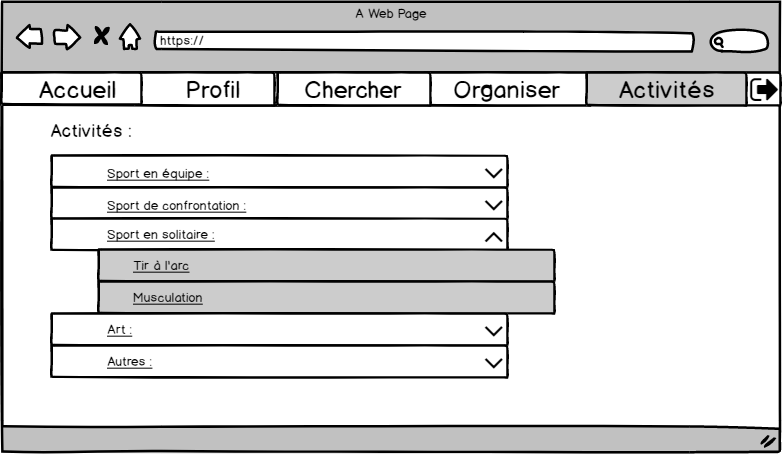 A Web Page
https://
Accueil Profil Chercher Organiser Activités
Activités :
Sport en équipe :
Sport de confrontation :
Sport en solitaire :
Tir à l'arc
Musculation
Art :
Autres :